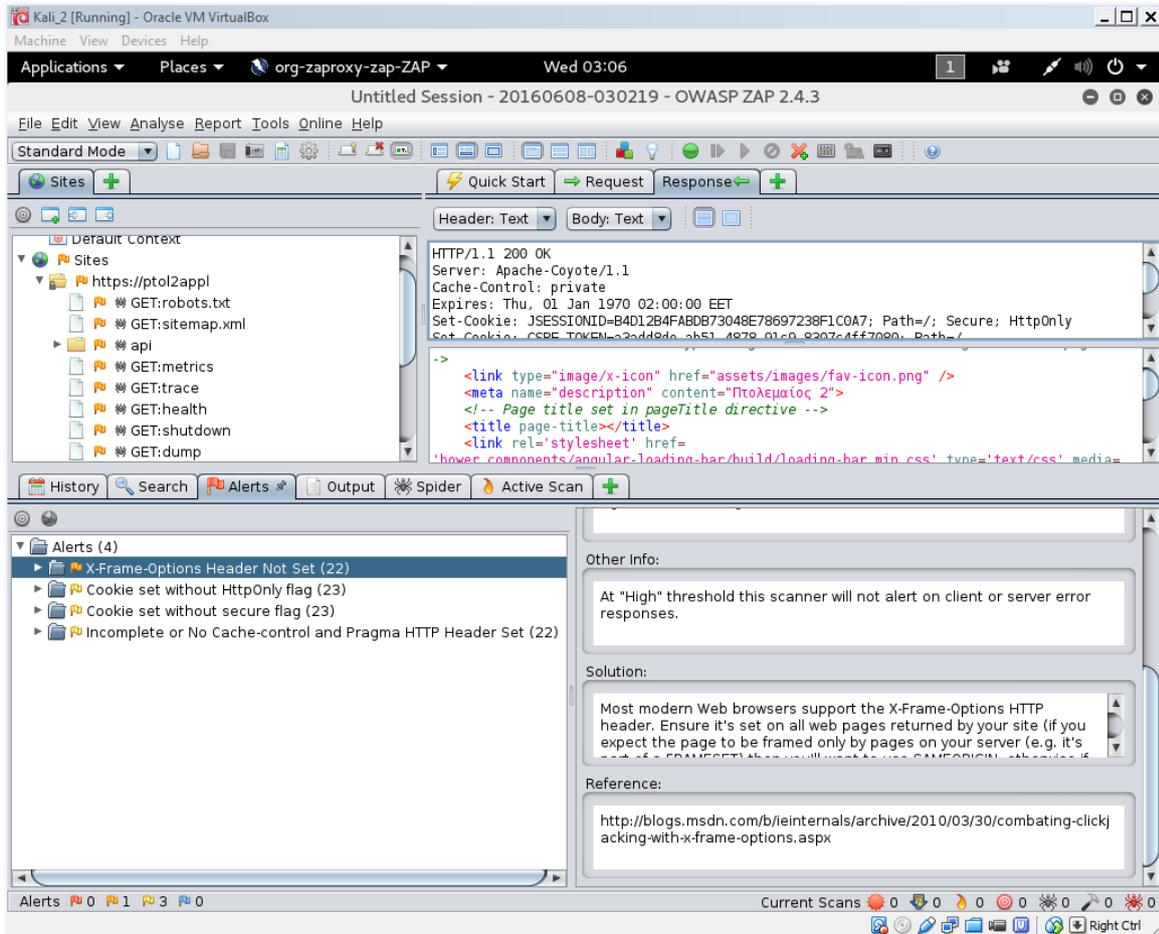 Kali_2 [Running] - Oracle VM VirtualBox
Machine View Devices Help
Applications Places org-zaproxy-zap-ZAP Wed 03:06 1
Untitled Session - 20160608-030219 - OWASP ZAP 2.4.3
File Edit View Analyse Report Tools Online Help
Standard Mode
Sites
Quick Start Request Response
Header: Text Body: Text
Default Context
Sites
https://ptol2appl
GET:robots.txt
GET:sitemap.xml
api
GET:metrics
GET:trace
GET:health
GET:shutdown
GET:dump
HTTP/1.1 200 OK
Server: Apache-Coyote/1.1
Cache-Control: private
Expires: Thu, 01 Jan 1970 02:00:00 EET
Set-Cookie: JSESSIONID=B4D12B4FABDB73048E78697238F1C0A7; Path=/; Secure; HttpOnly
->
<link type="image/x-icon" href="assets/images/fav-icon.png" />
<meta name="description" content="Πτολεμαίος 2">
<!-- Page title set in pageTitle directive -->
<title page-title></title>
<link rel='stylesheet' href=
'bower_components/angular-loading-bar/build/loading-bar.min.css' type='text/css' media=
History Search Alerts Output Spider Active Scan
Alerts (4)
X-Frame-Options Header Not Set (22)
Cookie set without HttpOnly flag (23)
Cookie set without secure flag (23)
Incomplete or No Cache-control and Pragma HTTP Header Set (22)
Other Info:
At "High" threshold this scanner will not alert on client or server error
responses.
Solution:
Most modern Web browsers support the X-Frame-Options HTTP
header. Ensure it's set on all web pages returned by your site (if you
expect the page to be framed only by pages on your server (e.g. it's
part of a FRAMESET) then you'll want to use SAMEORIGIN, otherwise if
Reference:
http://blogs.msdn.com/b/ieinternals/archive/2010/03/30/combating-clickj
acking-with-x-frame-options.aspx
Alerts 0 1 3 0 Current Scans 0 0 0 0 0 0 0
Right Ctrl